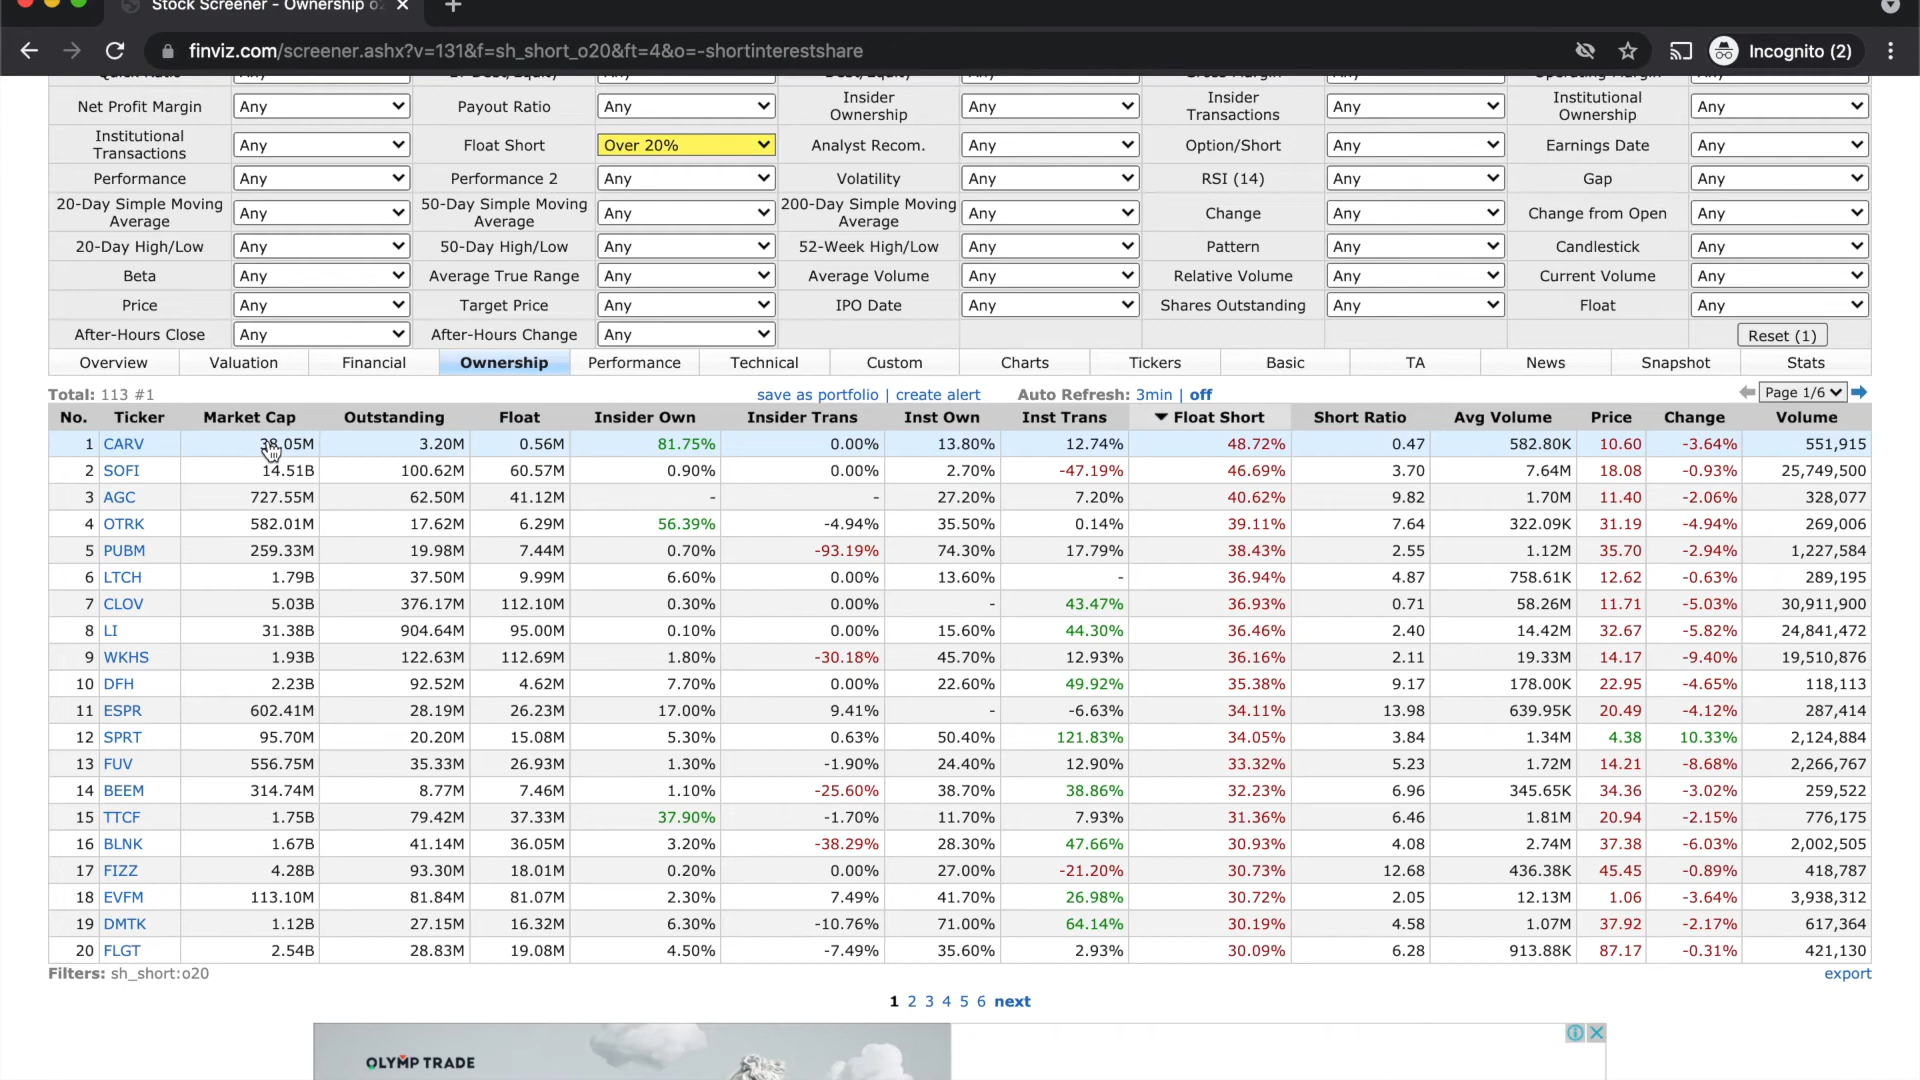 Stock Screener - Ownership
finviz.com/screener.ashx?v=131&f=sh_short_o20&ft=4&o=-shortinterestshare
Incognito (2)
Net Profit Margin Any Payout Ratio Any Insider Ownership Any Insider Transactions Any Institutional Ownership Any
Institutional Transactions Any Float Short Over 20% Analyst Recom. Any Option/Short Any Earnings Date Any
Performance Any Performance 2 Any Volatility Any RSI (14) Any Gap Any
20-Day Simple Moving Average Any 50-Day Simple Moving Average Any 200-Day Simple Moving Average Any Change Any Change from Open Any
20-Day High/Low Any 50-Day High/Low Any 52-Week High/Low Any Pattern Any Candlestick Any
Beta Any Average True Range Any Average Volume Any Relative Volume Any Current Volume Any
Price Any Target Price Any IPO Date Any Shares Outstanding Any Float Any
After-Hours Close Any After-Hours Change Any Reset (1)
Overview Valuation Financial Ownership Performance Technical Custom Charts Tickers Basic TA News Snapshot Stats
Total: 113 #1 save as portfolio | create alert Auto Refresh: 3min | off Page 1/6
No. Ticker Market Cap Outstanding Float Insider Own Insider Trans Inst Own Inst Trans Float Short Short Ratio Avg Volume Price Change Volume
1 CARV 38.05M 3.20M 0.56M 81.75% 0.00% 13.80% 12.74% 48.72% 0.47 582.80K 10.60 -3.64% 551,915
2 SOFI 14.51B 100.62M 60.57M 0.90% 0.00% 2.70% -47.19% 46.69% 3.70 7.64M 18.08 -0.93% 25,749,500
3 AGC 727.55M 62.50M 41.12M - - 27.20% 7.20% 40.62% 9.82 1.70M 11.40 -2.06% 328,077
4 OTRK 582.01M 17.62M 6.29M 56.39% -4.94% 35.50% 0.14% 39.11% 7.64 322.09K 31.19 -4.94% 269,006
5 PUBM 259.33M 19.98M 7.44M 0.70% -93.19% 74.30% 17.79% 38.43% 2.55 1.12M 35.70 -2.94% 1,227,584
6 LTCH 1.79B 37.50M 9.99M 6.60% 0.00% 13.60% - 36.94% 4.87 758.61K 12.62 -0.63% 289,195
7 CLOV 5.03B 376.17M 112.10M 0.30% 0.00% - 43.47% 36.93% 0.71 58.26M 11.71 -5.03% 30,911,900
8 LI 31.38B 904.64M 95.00M 0.10% 0.00% 15.60% 44.30% 36.46% 2.40 14.42M 32.67 -5.82% 24,841,472
9 WKHS 1.93B 122.63M 112.69M 1.80% -30.18% 45.70% 12.93% 36.16% 2.11 19.33M 14.17 -9.40% 19,510,876
10 DFH 2.23B 92.52M 4.62M 7.70% 0.00% 22.60% 49.92% 35.38% 9.17 178.00K 22.95 -4.65% 118,113
11 ESPR 602.41M 28.19M 26.23M 17.00% 9.41% - -6.63% 34.11% 13.98 639.95K 20.49 -4.12% 287,414
12 SPRT 95.70M 20.20M 15.08M 5.30% 0.63% 50.40% 121.83% 34.05% 3.84 1.34M 4.38 10.33% 2,124,884
13 FUV 556.75M 35.33M 26.93M 1.30% -1.90% 24.40% 12.90% 33.32% 5.23 1.72M 14.21 -8.68% 2,266,767
14 BEEM 314.74M 8.77M 7.46M 1.10% -25.60% 38.70% 38.86% 32.23% 6.96 345.65K 34.36 -3.02% 259,522
15 TTCF 1.75B 79.42M 37.33M 37.90% -1.70% 11.70% 7.93% 31.36% 6.46 1.81M 20.94 -2.15% 776,175
16 BLNK 1.67B 41.14M 36.05M 3.20% -38.29% 28.30% 47.66% 30.93% 4.08 2.74M 37.38 -6.03% 2,002,505
17 FIZZ 4.28B 93.30M 18.01M 0.20% 0.00% 27.00% -21.20% 30.73% 12.68 436.38K 45.45 -0.89% 418,787
18 EVFM 113.10M 81.84M 81.07M 2.30% 7.49% 41.70% 26.98% 30.72% 2.05 12.13M 1.06 -3.64% 3,938,312
19 DMTK 1.12B 27.15M 16.32M 6.30% -10.76% 71.00% 64.14% 30.19% 4.58 1.07M 37.92 -2.17% 617,364
20 FLGT 2.54B 28.83M 19.08M 4.50% -7.49% 35.60% 2.93% 30.09% 6.28 913.88K 87.17 -0.31% 421,130
Filters: sh_short:o20 export
1 2 3 4 5 6 next
OLYMP TRADE